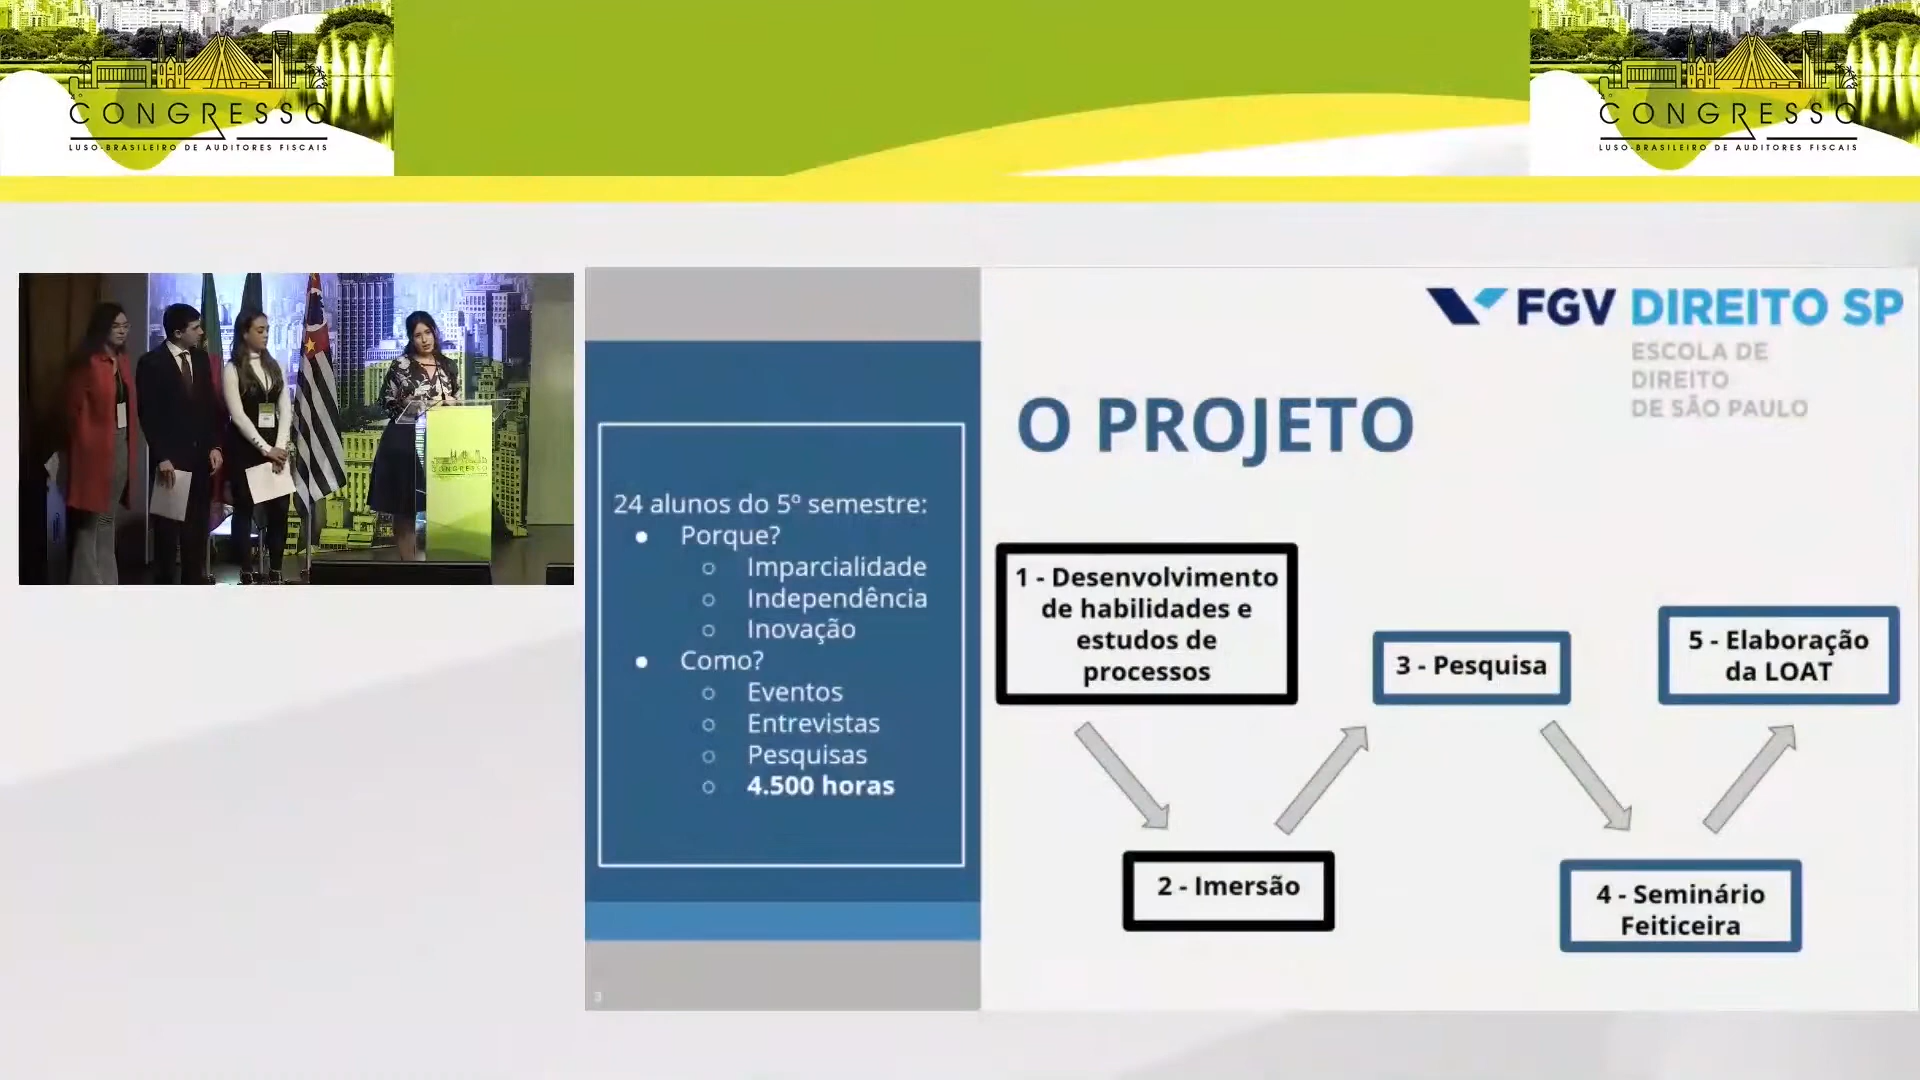 CONGRESSO
LUSO-BRASILEIRO DE AUDITORES FISCAIS
CONGRESSO
LUSO-BRASILEIRO DE AUDITORES FISCAIS
CONGRESSO
24 alunos do 5º semestre:
● Porque?
○ Imparcialidade
○ Independência
○ Inovação
● Como?
○ Eventos
○ Entrevistas
○ Pesquisas
○ 4.500 horas
3
FGV DIREITO SP
ESCOLA DE
DIREITO
DE SÃO PAULO
O PROJETO
1 - Desenvolvimento
de habilidades e
estudos de
processos
2 - Imersão
3 - Pesquisa
4 - Seminário
Feiticeira
5 - Elaboração
da LOAT